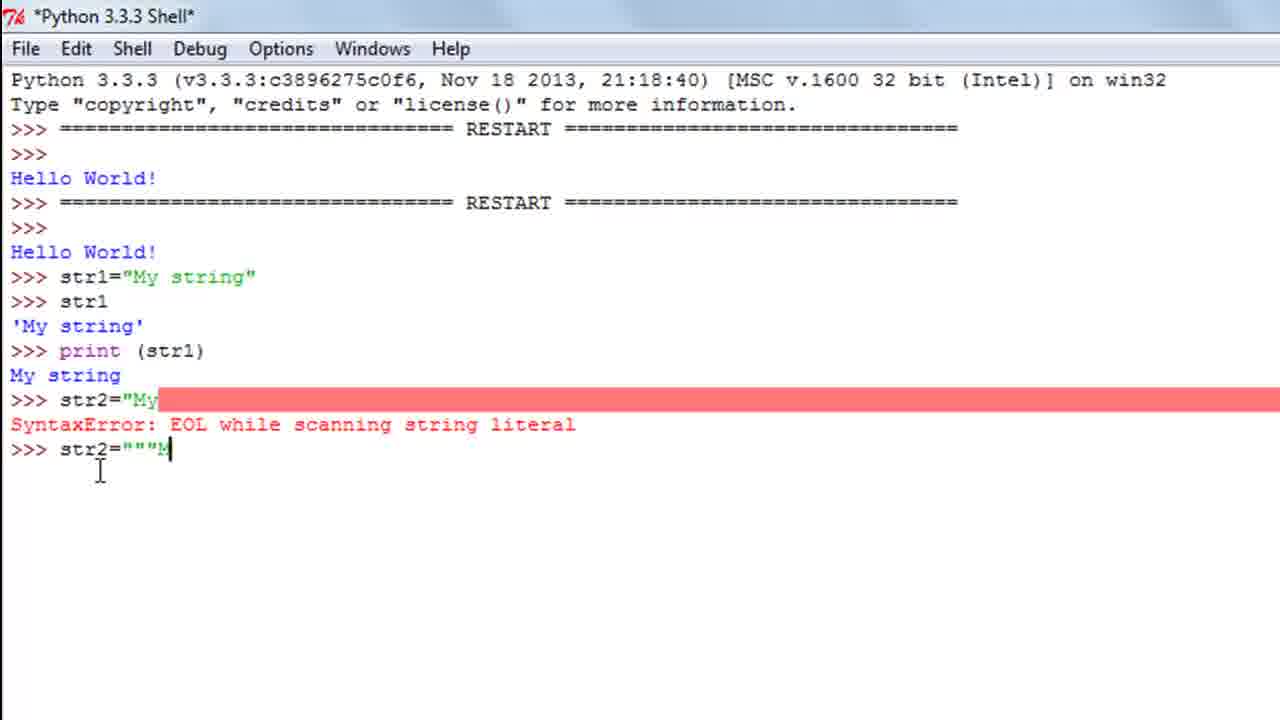 *Python 3.3.3 Shell*
File Edit Shell Debug Options Windows Help
Python 3.3.3 (v3.3.3:c3896275c0f6, Nov 18 2013, 21:18:40) [MSC v.1600 32 bit (Intel)] on win32
Type "copyright", "credits" or "license()" for more information.
>>> ================================ RESTART ================================
>>>
Hello World!
>>> ================================ RESTART ================================
>>>
Hello World!
>>> str1="My string"
>>> str1
'My string'
>>> print (str1)
My string
>>> str2="My
SyntaxError: EOL while scanning string literal
>>> str2="""M